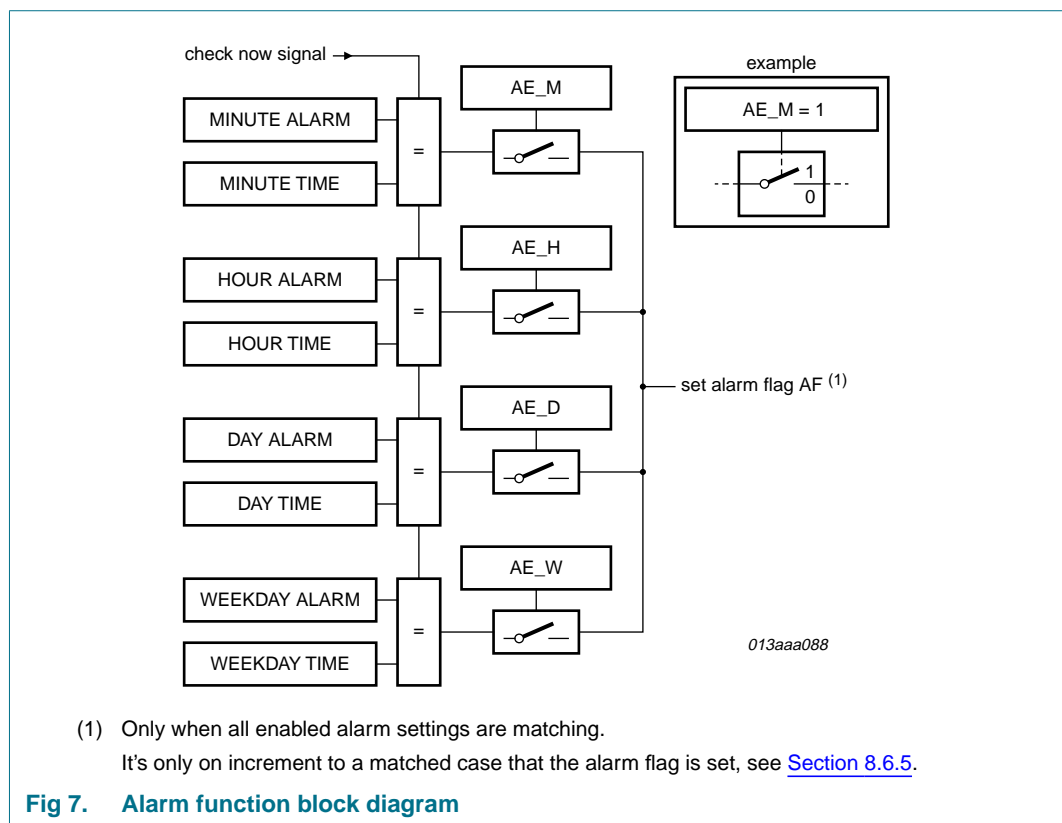 check now signal
example
AE_M
AE_M = 1
MINUTE ALARM
=
MINUTE TIME
1
0
AE_H
HOUR ALARM
=
HOUR TIME
set alarm flag AF (1)
AE_D
DAY ALARM
=
DAY TIME
AE_W
WEEKDAY ALARM
=
WEEKDAY TIME
013aaa088
(1) Only when all enabled alarm settings are matching.
It's only on increment to a matched case that the alarm flag is set, see Section 8.6.5.
Fig 7. Alarm function block diagram